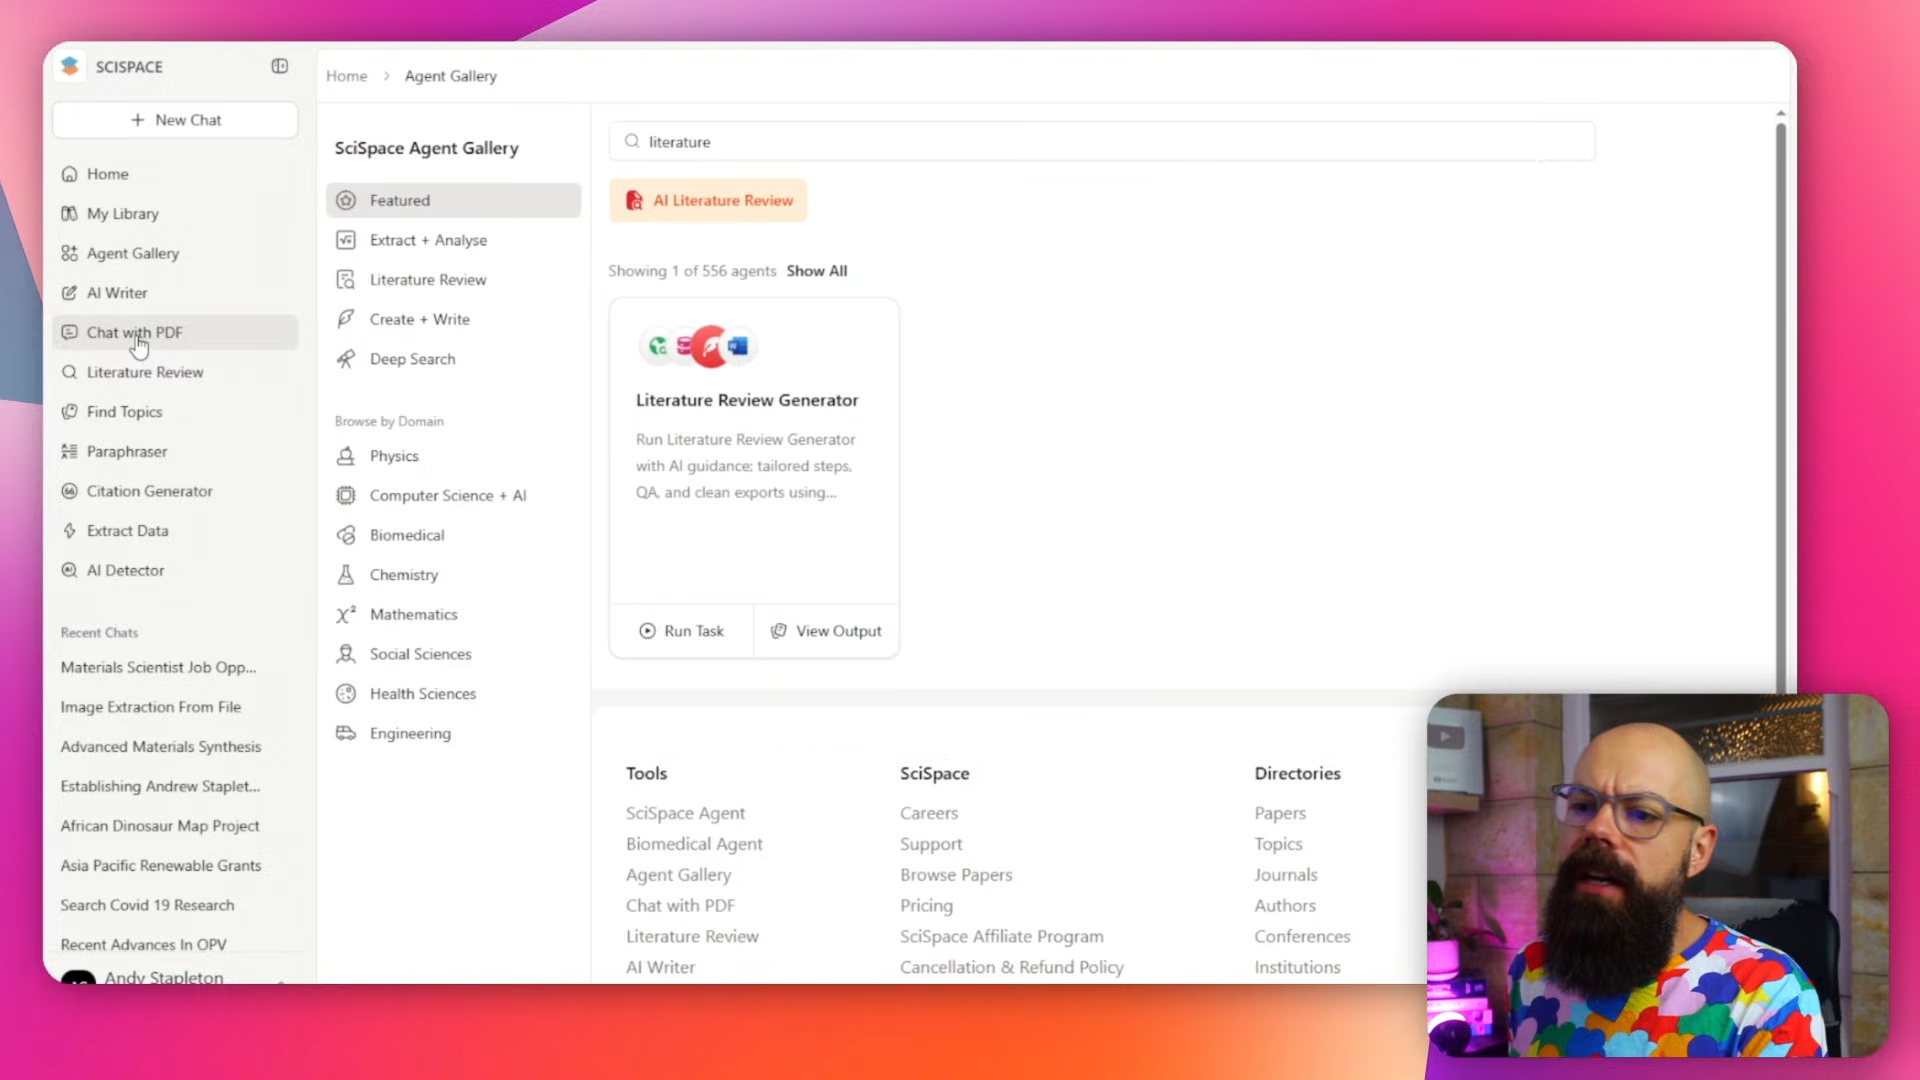 SCISPACE
New Chat
Home
My Library
Agent Gallery
AI Writer
Chat with PDF
Literature Review
Find Topics
Paraphraser
Citation Generator
Extract Data
AI Detector
Recent Chats
Materials Scientist Job Opp...
Image Extraction From File
Advanced Materials Synthesis
Establishing Andrew Staplet...
African Dinosaur Map Project
Asia Pacific Renewable Grants
Search Covid 19 Research
Recent Advances In OPV
Andy Stapleton
Home > Agent Gallery
SciSpace Agent Gallery
Featured
Extract + Analyse
Literature Review
Create + Write
Deep Search
Browse by Domain
Physics
Computer Science + AI
Biomedical
Chemistry
Mathematics
Social Sciences
Health Sciences
Engineering
literature
AI Literature Review
Showing 1 of 556 agents Show All
Literature Review Generator
Run Literature Review Generator
with AI guidance; tailored steps,
QA, and clean exports using...
Run Task
View Output
Tools
SciSpace Agent
Biomedical Agent
Agent Gallery
Chat with PDF
Literature Review
AI Writer
SciSpace
Careers
Support
Browse Papers
Pricing
SciSpace Affiliate Program
Cancellation & Refund Policy
Directories
Papers
Topics
Journals
Authors
Conferences
Institutions